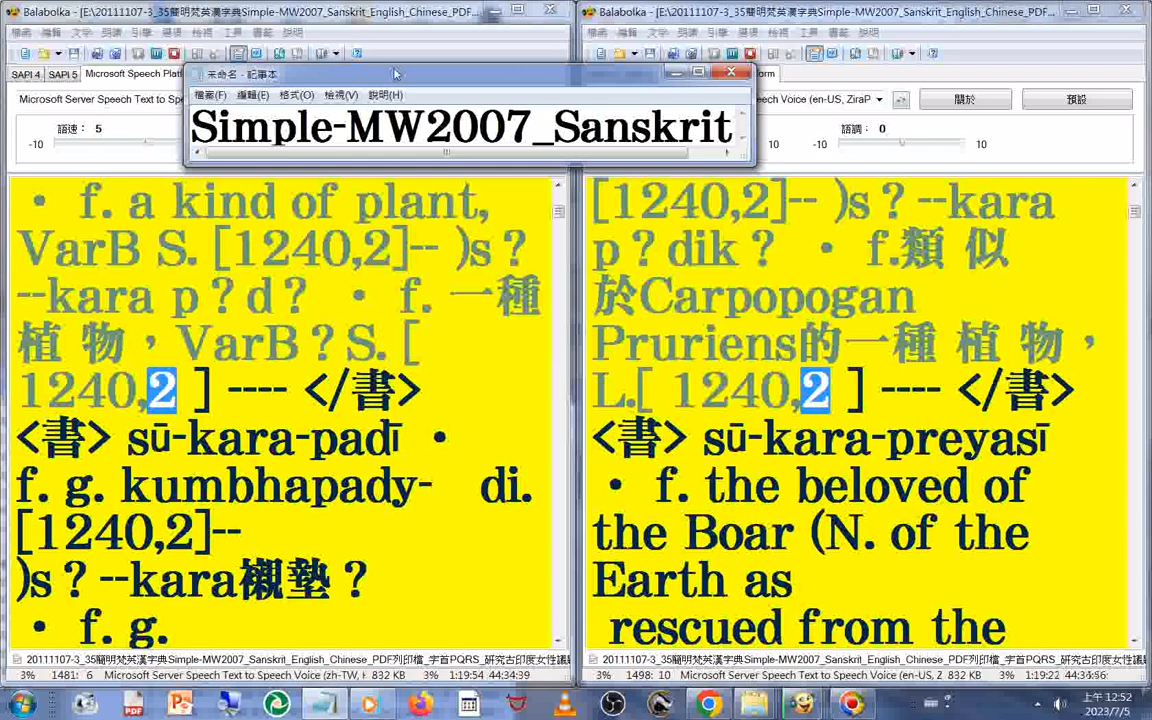 Balabolka - [E:\20111107-3_35簡明梵英漢字典Simple-MW2007_Sanskrit_English_Chinese_PDF...
Balabolka - [E:\20111107-3_35簡明梵英漢字典Simple-MW2007_Sanskrit_English_Chinese_PDF...
SAPI 4 SAPI 5 Microsoft Speech Platf
orm
未命名 - 記事本
檔案(F) 編輯(E) 格式(O) 檢視(V) 說明(H)
Simple-MW2007_Sanskrit
Microsoft Server Speech Text to Sp
eech Voice (en-US, ZiraP
關於
預設
語速： 5
-10
10
語調： 0
-10
10
• f. a kind of plant,
VarB S. [1240,2]-- )s？
--kara p？d？ • f. 一種
植 物，VarB？S. [
1240,2 ] ---- </書>
<書> sū-kara-padī •
f. g. kumbhapady- di.
[1240,2]--
)s？--kara襯墊？
• f. g.
[1240,2]-- )s？--kara
p？dik？ • f.類 似
於Carpopogan
Pruriens的一種 植 物，
L.[ 1240,2 ] ---- </書>
<書> sū-kara-preyasī
• f. the beloved of
the Boar (N. of the
Earth as
rescued from the
20111107-3_35簡明梵英漢字典Simple-MW2007_Sanskrit_English_Chinese_PDF列印檔_字首PQRS_研究古印度女性議
3% 1481: 6 Microsoft Server Speech Text to Speech Voice (zh-TW, H 832 KB 3% 1:19:54 44:34:39
20111107-3_35簡明梵英漢字典Simple-MW2007_Sanskrit_English_Chinese_PDF列印檔_字首PQRS_研究古印度女性議
3% 1498: 10 Microsoft Server Speech Text to Speech Voice (en-US, Z 832 KB 3% 1:19:22
上午 12:52
2023/7/5